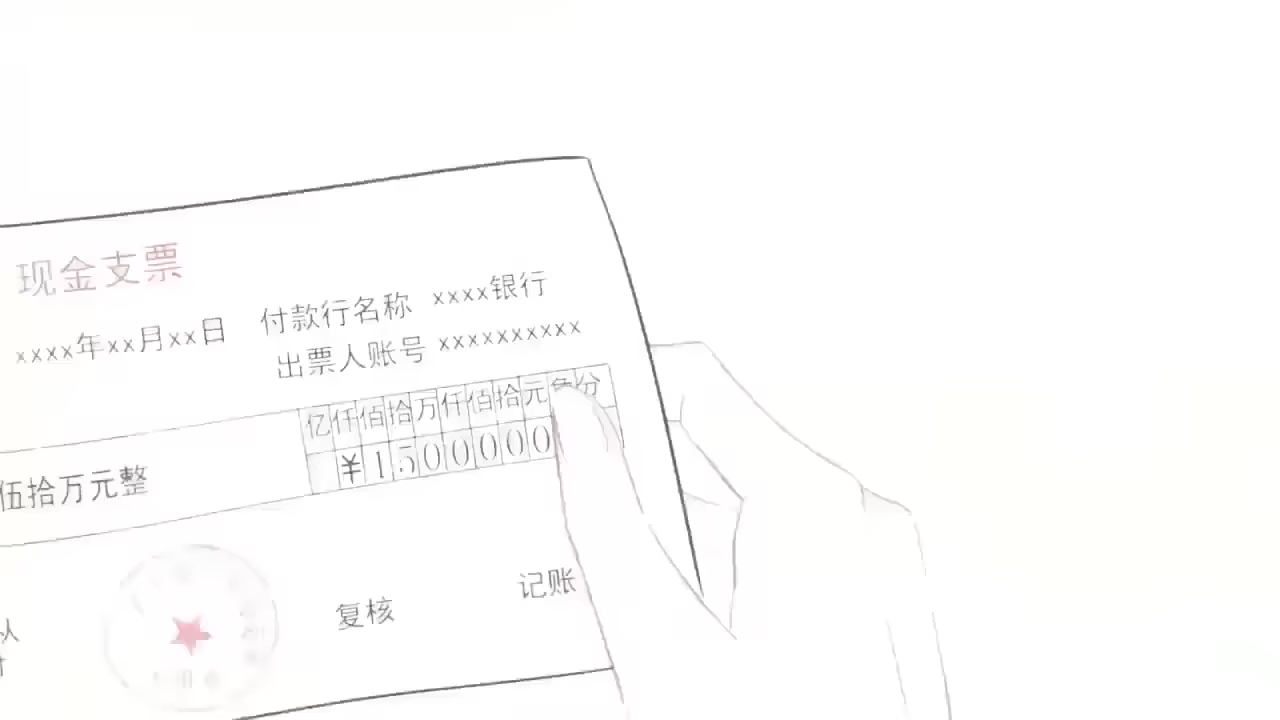 现金支票
xxxx年xx月xx日
付款行名称 xxxx银行
出票人账号 xxxxxxxxxx
亿仟佰拾万仟佰拾元角分
¥1500000
伍拾万元整
复核
记账